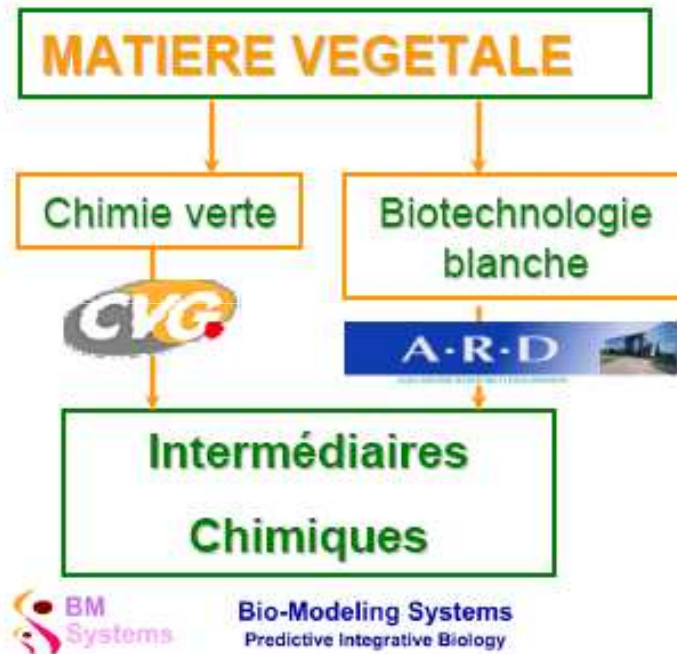 MATIERE VEGETALE
Chimie verte
Biotechnologie
blanche
CVG
A·R·D
Intermédiaires
Chimiques
BM
Systems
Bio-Modeling Systems
Predictive Integrative Biology